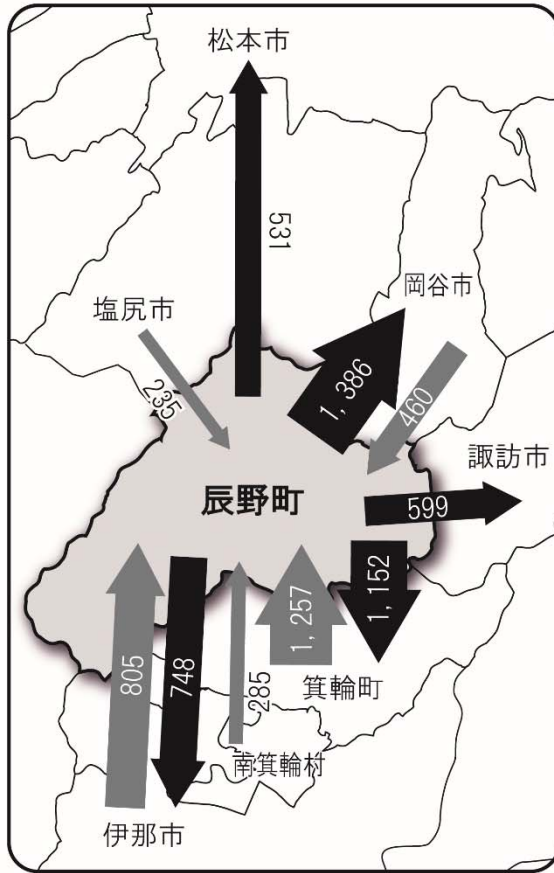 松本市
531
岡谷市
塩尻市
235
1,386
460
諏訪市
辰野町
599
1,152
1,257
805
748
285
箕輪町
南箕輪村
伊那市